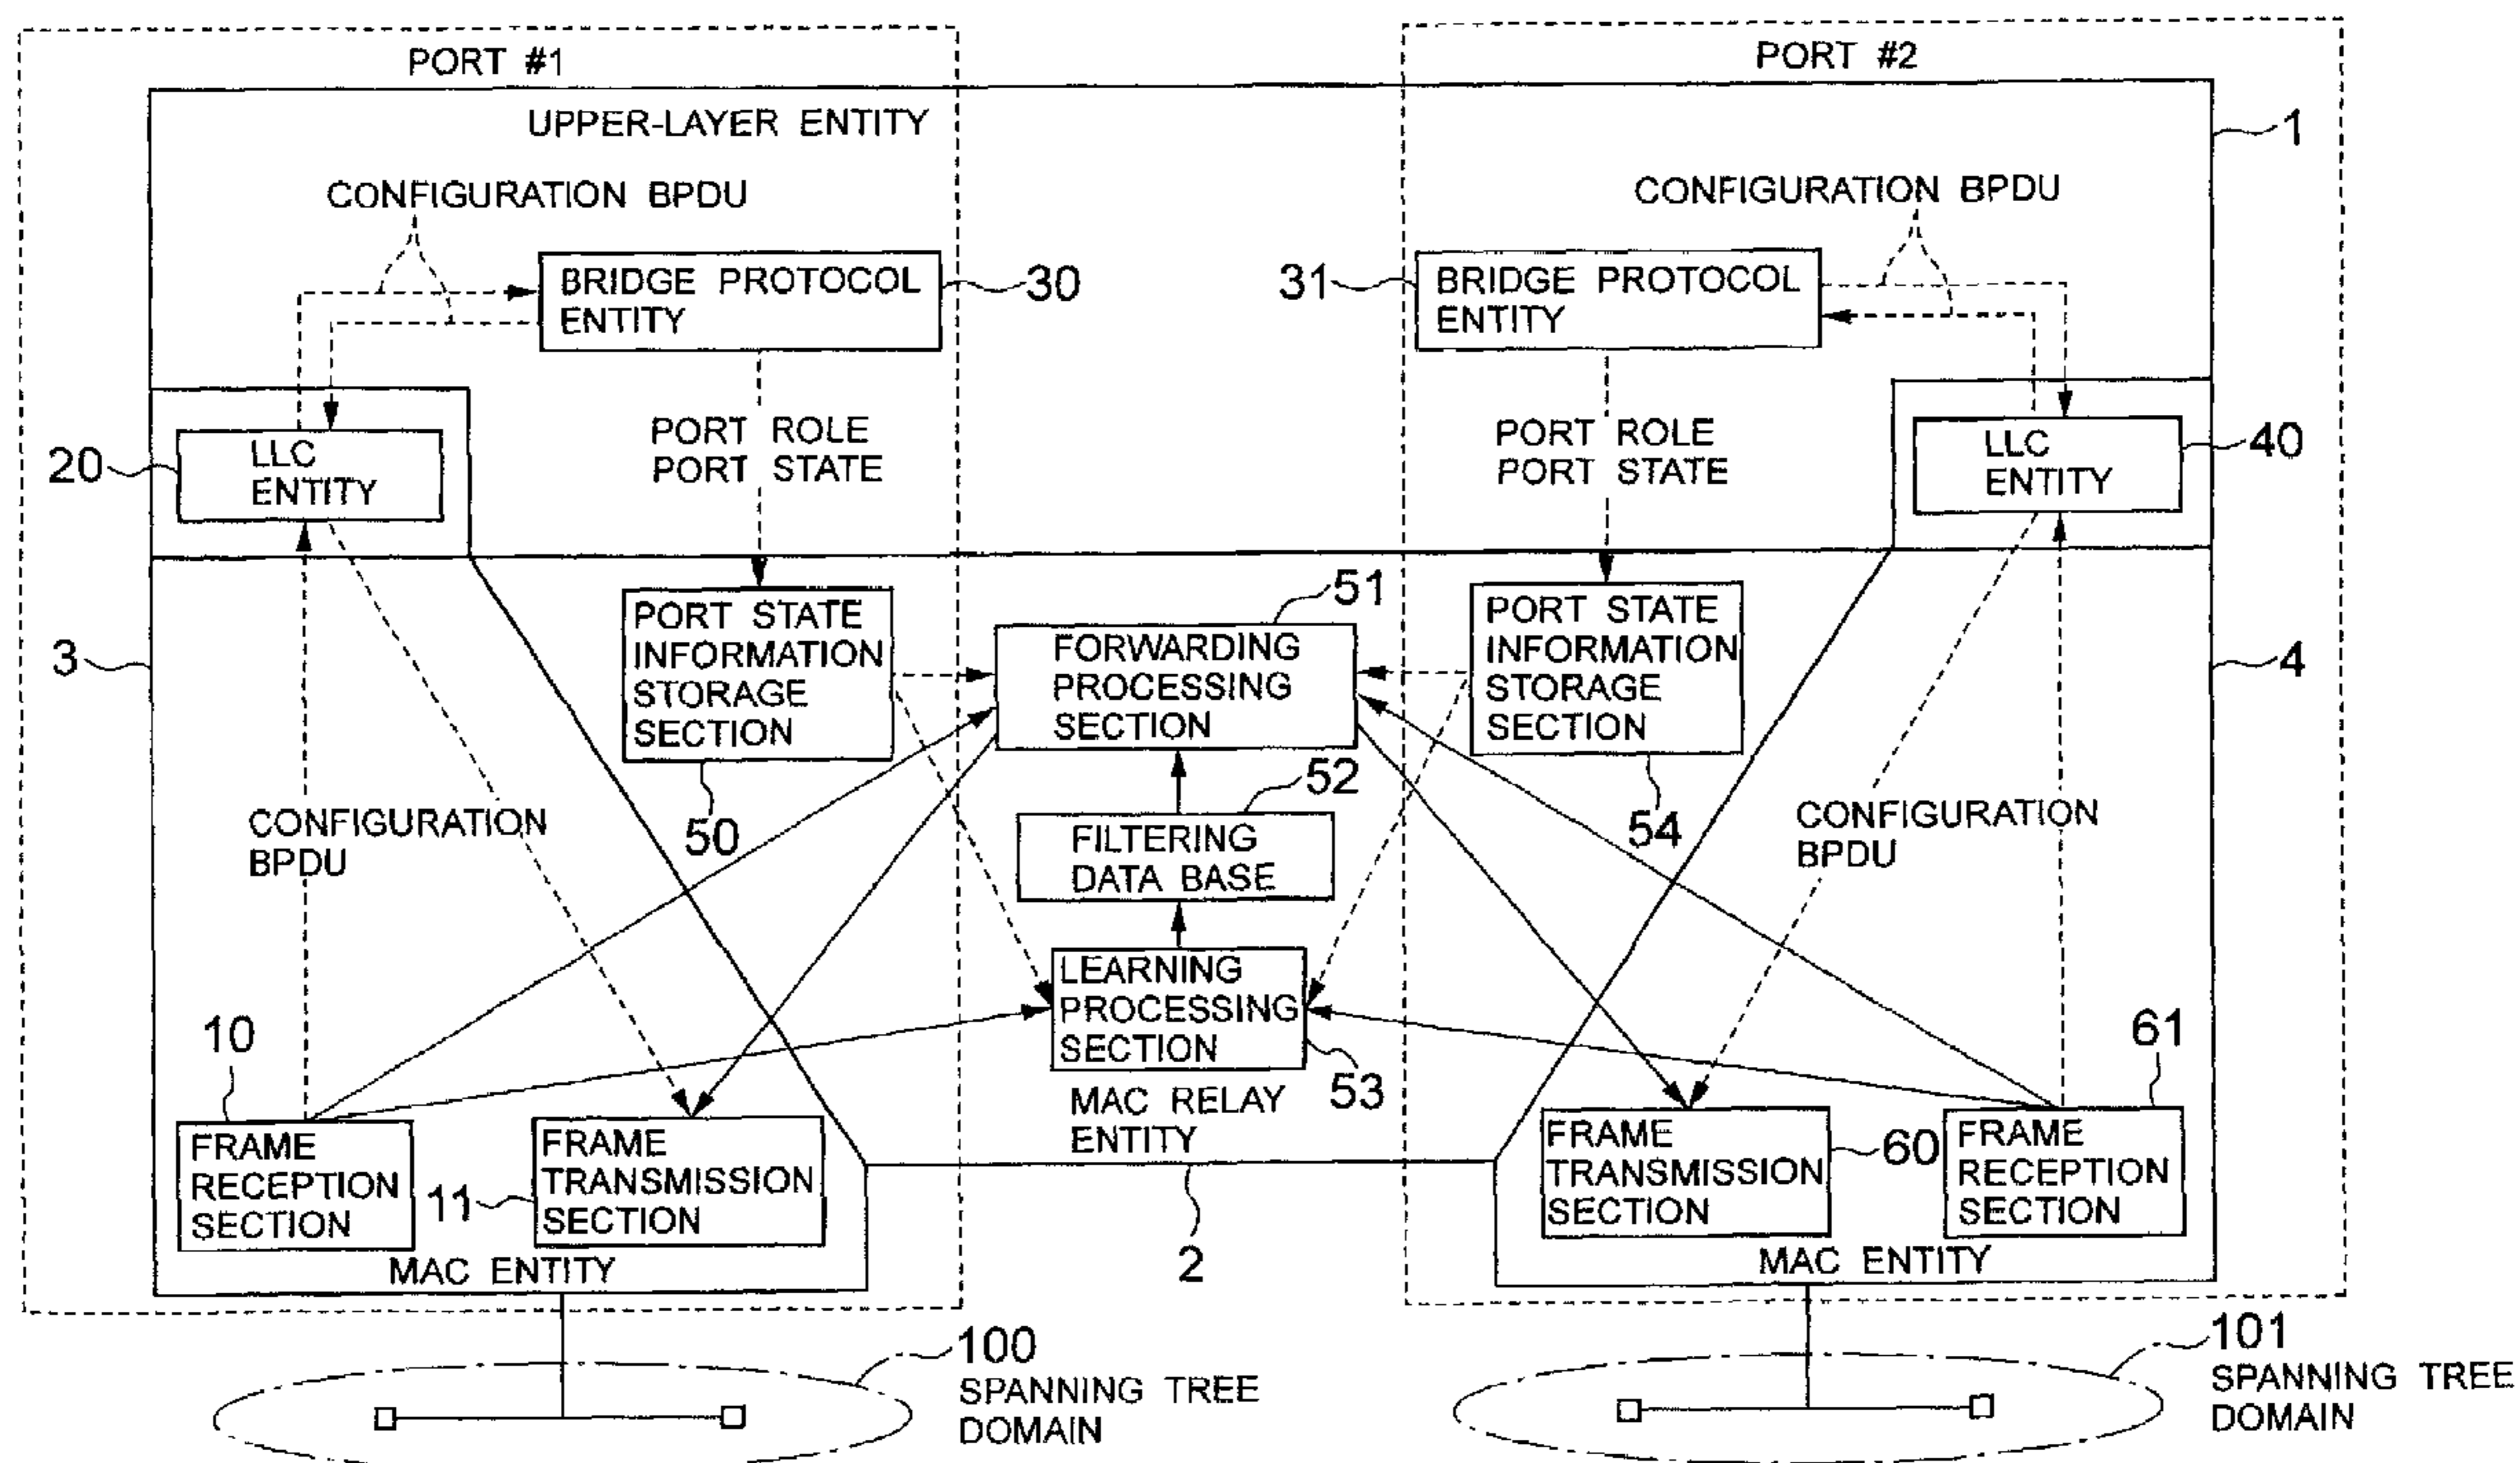 PORT #1
PORT #2
UPPER-LAYER ENTITY
1
CONFIGURATION BPDU
CONFIGURATION BPDU
BRIDGE PROTOCOL
ENTITY
30
31
BRIDGE PROTOCOL
ENTITY
PORT ROLE
PORT STATE
PORT ROLE
PORT STATE
20
LLC
ENTITY
LLC
ENTITY
40
3
PORT STATE
INFORMATION
STORAGE
SECTION
50
51
FORWARDING
PROCESSING
SECTION
PORT STATE
INFORMATION
STORAGE
SECTION
54
4
52
FILTERING
DATA BASE
CONFIGURATION
BPDU
CONFIGURATION
BPDU
LEARNING
PROCESSING
SECTION
53
MAC RELAY
ENTITY
2
10
FRAME
RECEPTION
SECTION
11
FRAME
TRANSMISSION
SECTION
MAC ENTITY
FRAME
TRANSMISSION
SECTION
60
61
FRAME
RECEPTION
SECTION
MAC ENTITY
100
SPANNING TREE
DOMAIN
101
SPANNING TREE
DOMAIN